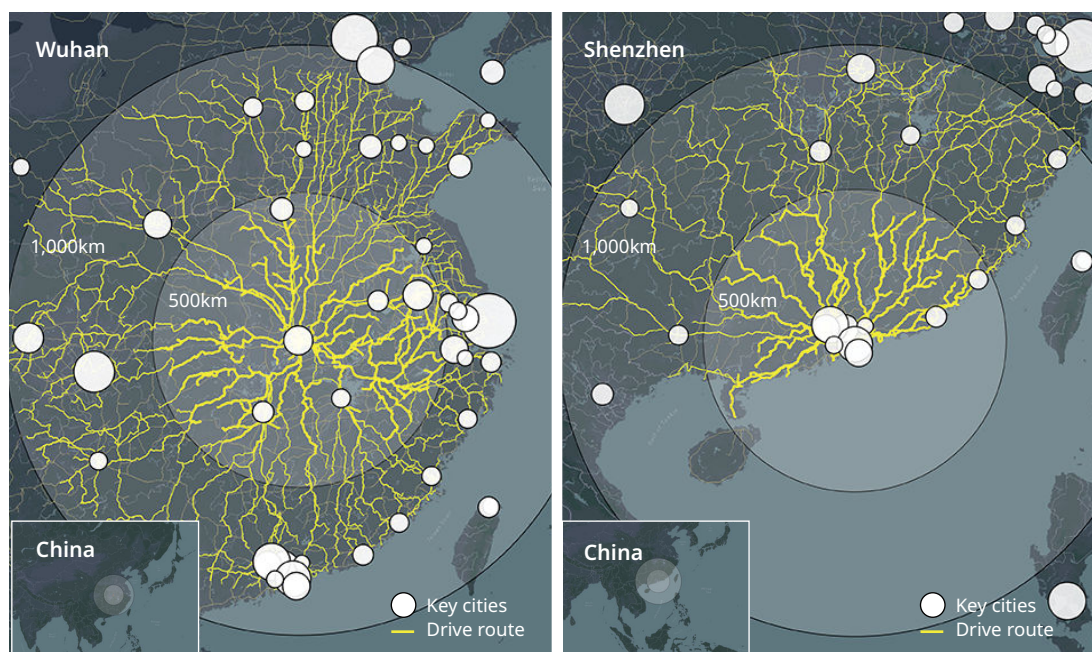 Wuhan
1,000km
500km
China
Key cities
Drive route
Shenzhen
1,000km
500km
China
Key cities
Drive route